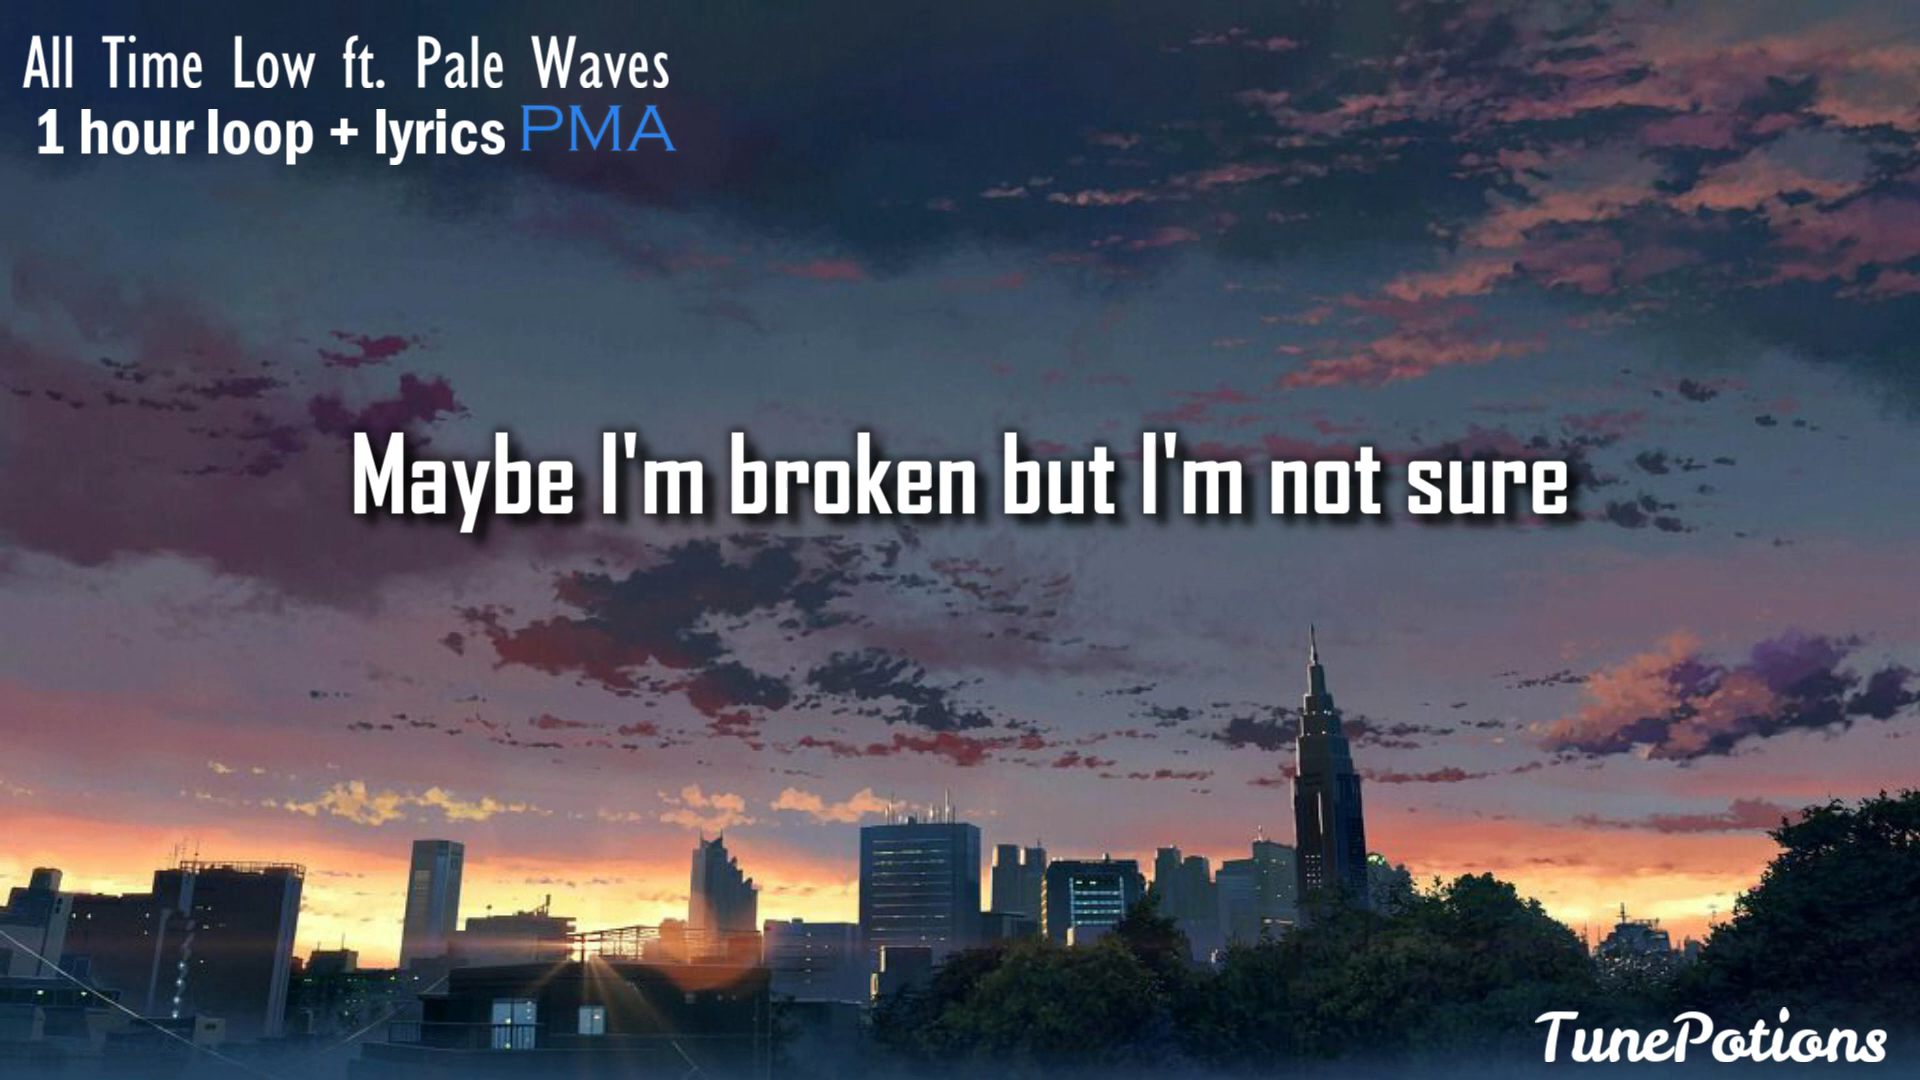 All Time Low ft. Pale Waves
1 hour loop + lyrics PMA
Maybe I'm broken but I'm not sure
TunePotions